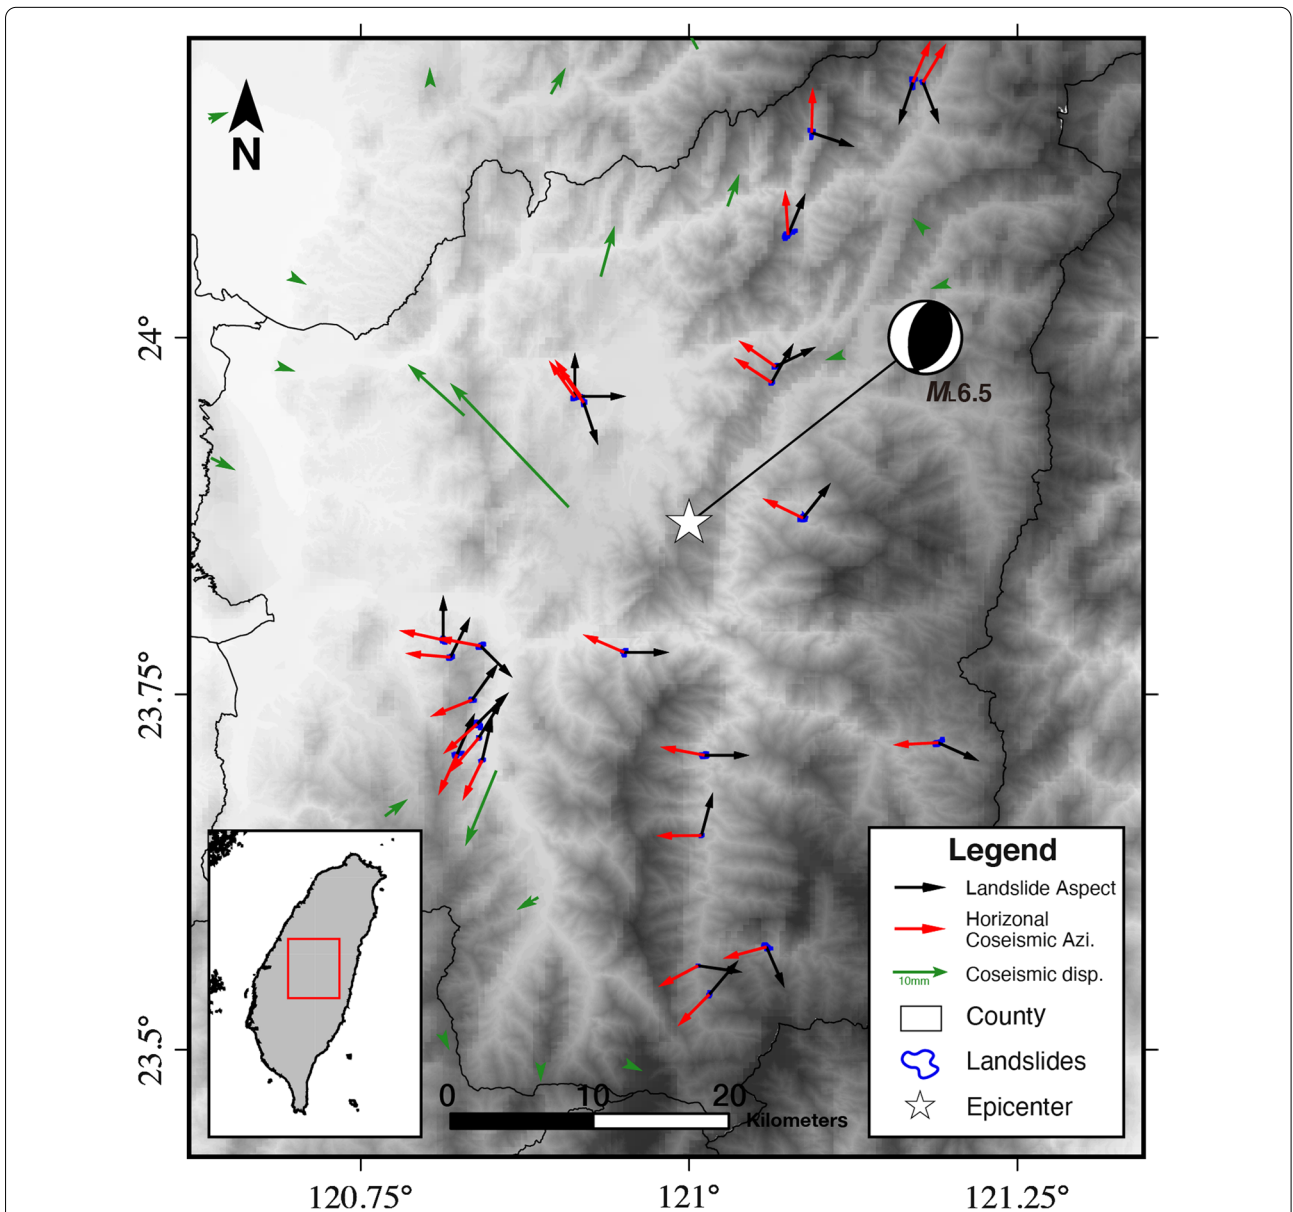 N
24°
ML6.5
23.75°
Legend
Landslide Aspect
Horizonal
Coseismic Azi.
10mm
Coseismic disp.
County
Landslides
Epicenter
23.5°
0 10 20
Kilometers
120.75° 121° 121.25°